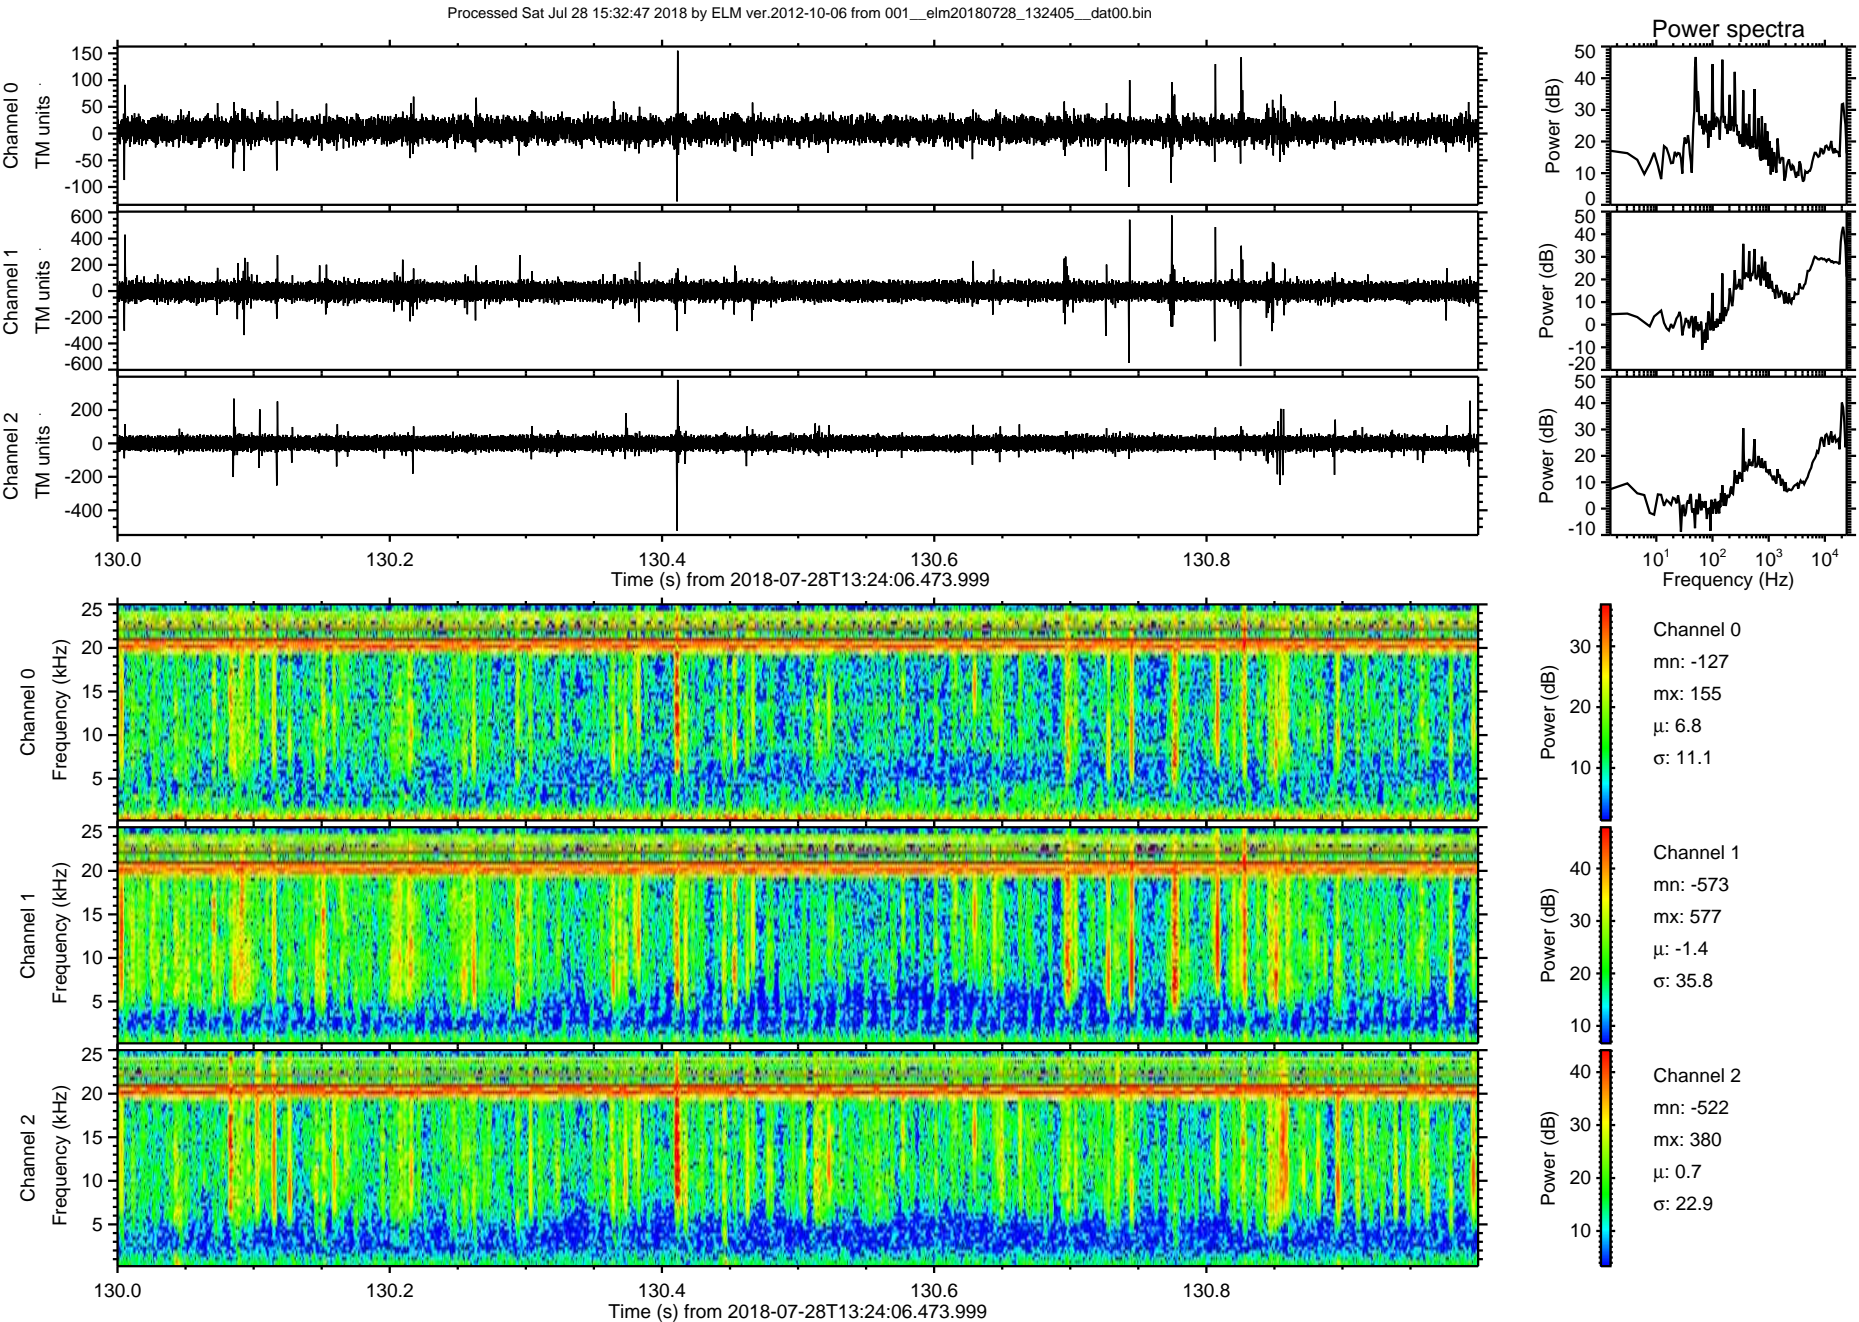 Processed Sat Jul 28 15:32:47 2018 by ELM ver.2012-10-06 from 001__elm20180728_132405__dat00.bin
Power spectra
Channel 0
TM units
150
100
50
0
-50
-100
Power (dB)
50
40
30
20
10
0
Channel 1
TM units
600
400
200
0
-200
-400
-600
Power (dB)
50
40
30
20
10
0
-10
-20
Channel 2
TM units
200
0
-200
-400
Power (dB)
50
40
30
20
10
0
-10
130.0 130.2 130.4 130.6 130.8
Time (s) from 2018-07-28T13:24:06.473.999
10¹ 10² 10³ 10⁴
Frequency (Hz)
Channel 0
Frequency (kHz)
25
20
15
10
5
Power (dB)
30
20
10
Channel 0
mn: -127
mx: 155
μ: 6.8
σ: 11.1
Channel 1
Frequency (kHz)
25
20
15
10
5
Power (dB)
40
30
20
10
Channel 1
mn: -573
mx: 577
μ: -1.4
σ: 35.8
Channel 2
Frequency (kHz)
25
20
15
10
5
Power (dB)
40
30
20
10
Channel 2
mn: -522
mx: 380
μ: 0.7
σ: 22.9
130.0 130.2 130.4 130.6 130.8
Time (s) from 2018-07-28T13:24:06.473.999